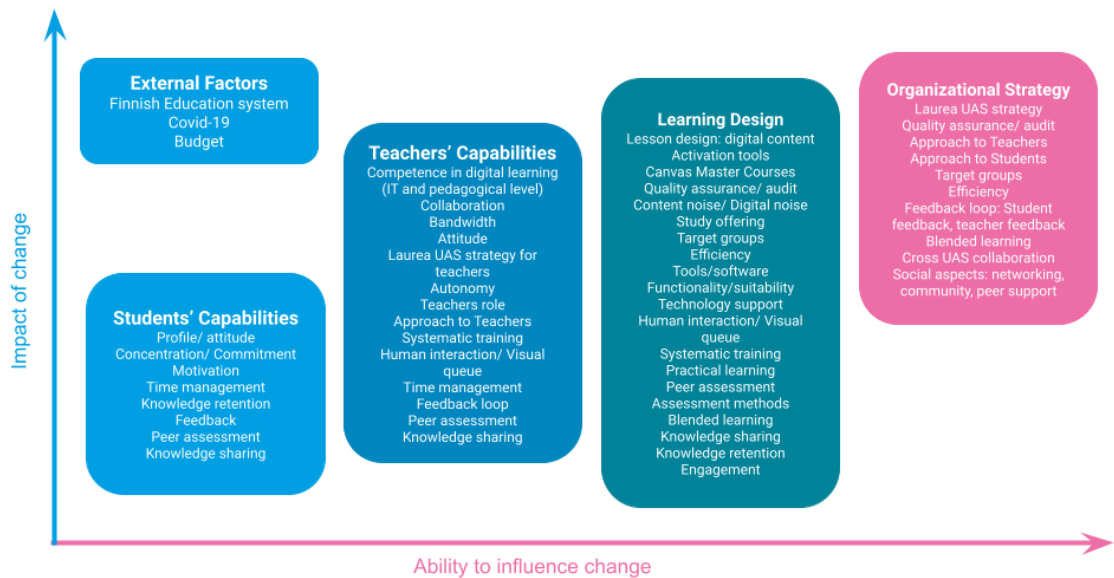 Impact of change
External Factors
Finnish Education system
Covid-19
Budget
Students' Capabilities
Profile/ attitude
Concentration/ Commitment
Motivation
Time management
Knowledge retention
Feedback
Peer assessment
Knowledge sharing
Teachers' Capabilities
Competence in digital learning
(IT and pedagogical level)
Collaboration
Bandwidth
Attitude
Laurea UAS strategy for
teachers
Autonomy
Teachers role
Approach to Teachers
Systematic training
Human interaction/ Visual
queue
Time management
Feedback loop
Peer assessment
Knowledge sharing
Learning Design
Lesson design: digital content
Activation tools
Canvas Master Courses
Quality assurance/ audit
Content noise/ Digital noise
Study offering
Target groups
Efficiency
Tools/software
Functionality/suitability
Technology support
Human interaction/ Visual
queue
Systematic training
Practical learning
Peer assessment
Assessment methods
Blended learning
Knowledge sharing
Knowledge retention
Engagement
Organizational Strategy
Laurea UAS strategy
Quality assurance/ audit
Approach to Teachers
Approach to Students
Target groups
Efficiency
Feedback loop: Student
feedback, teacher feedback
Blended learning
Cross UAS collaboration
Social aspects: networking,
community, peer support
Ability to influence change